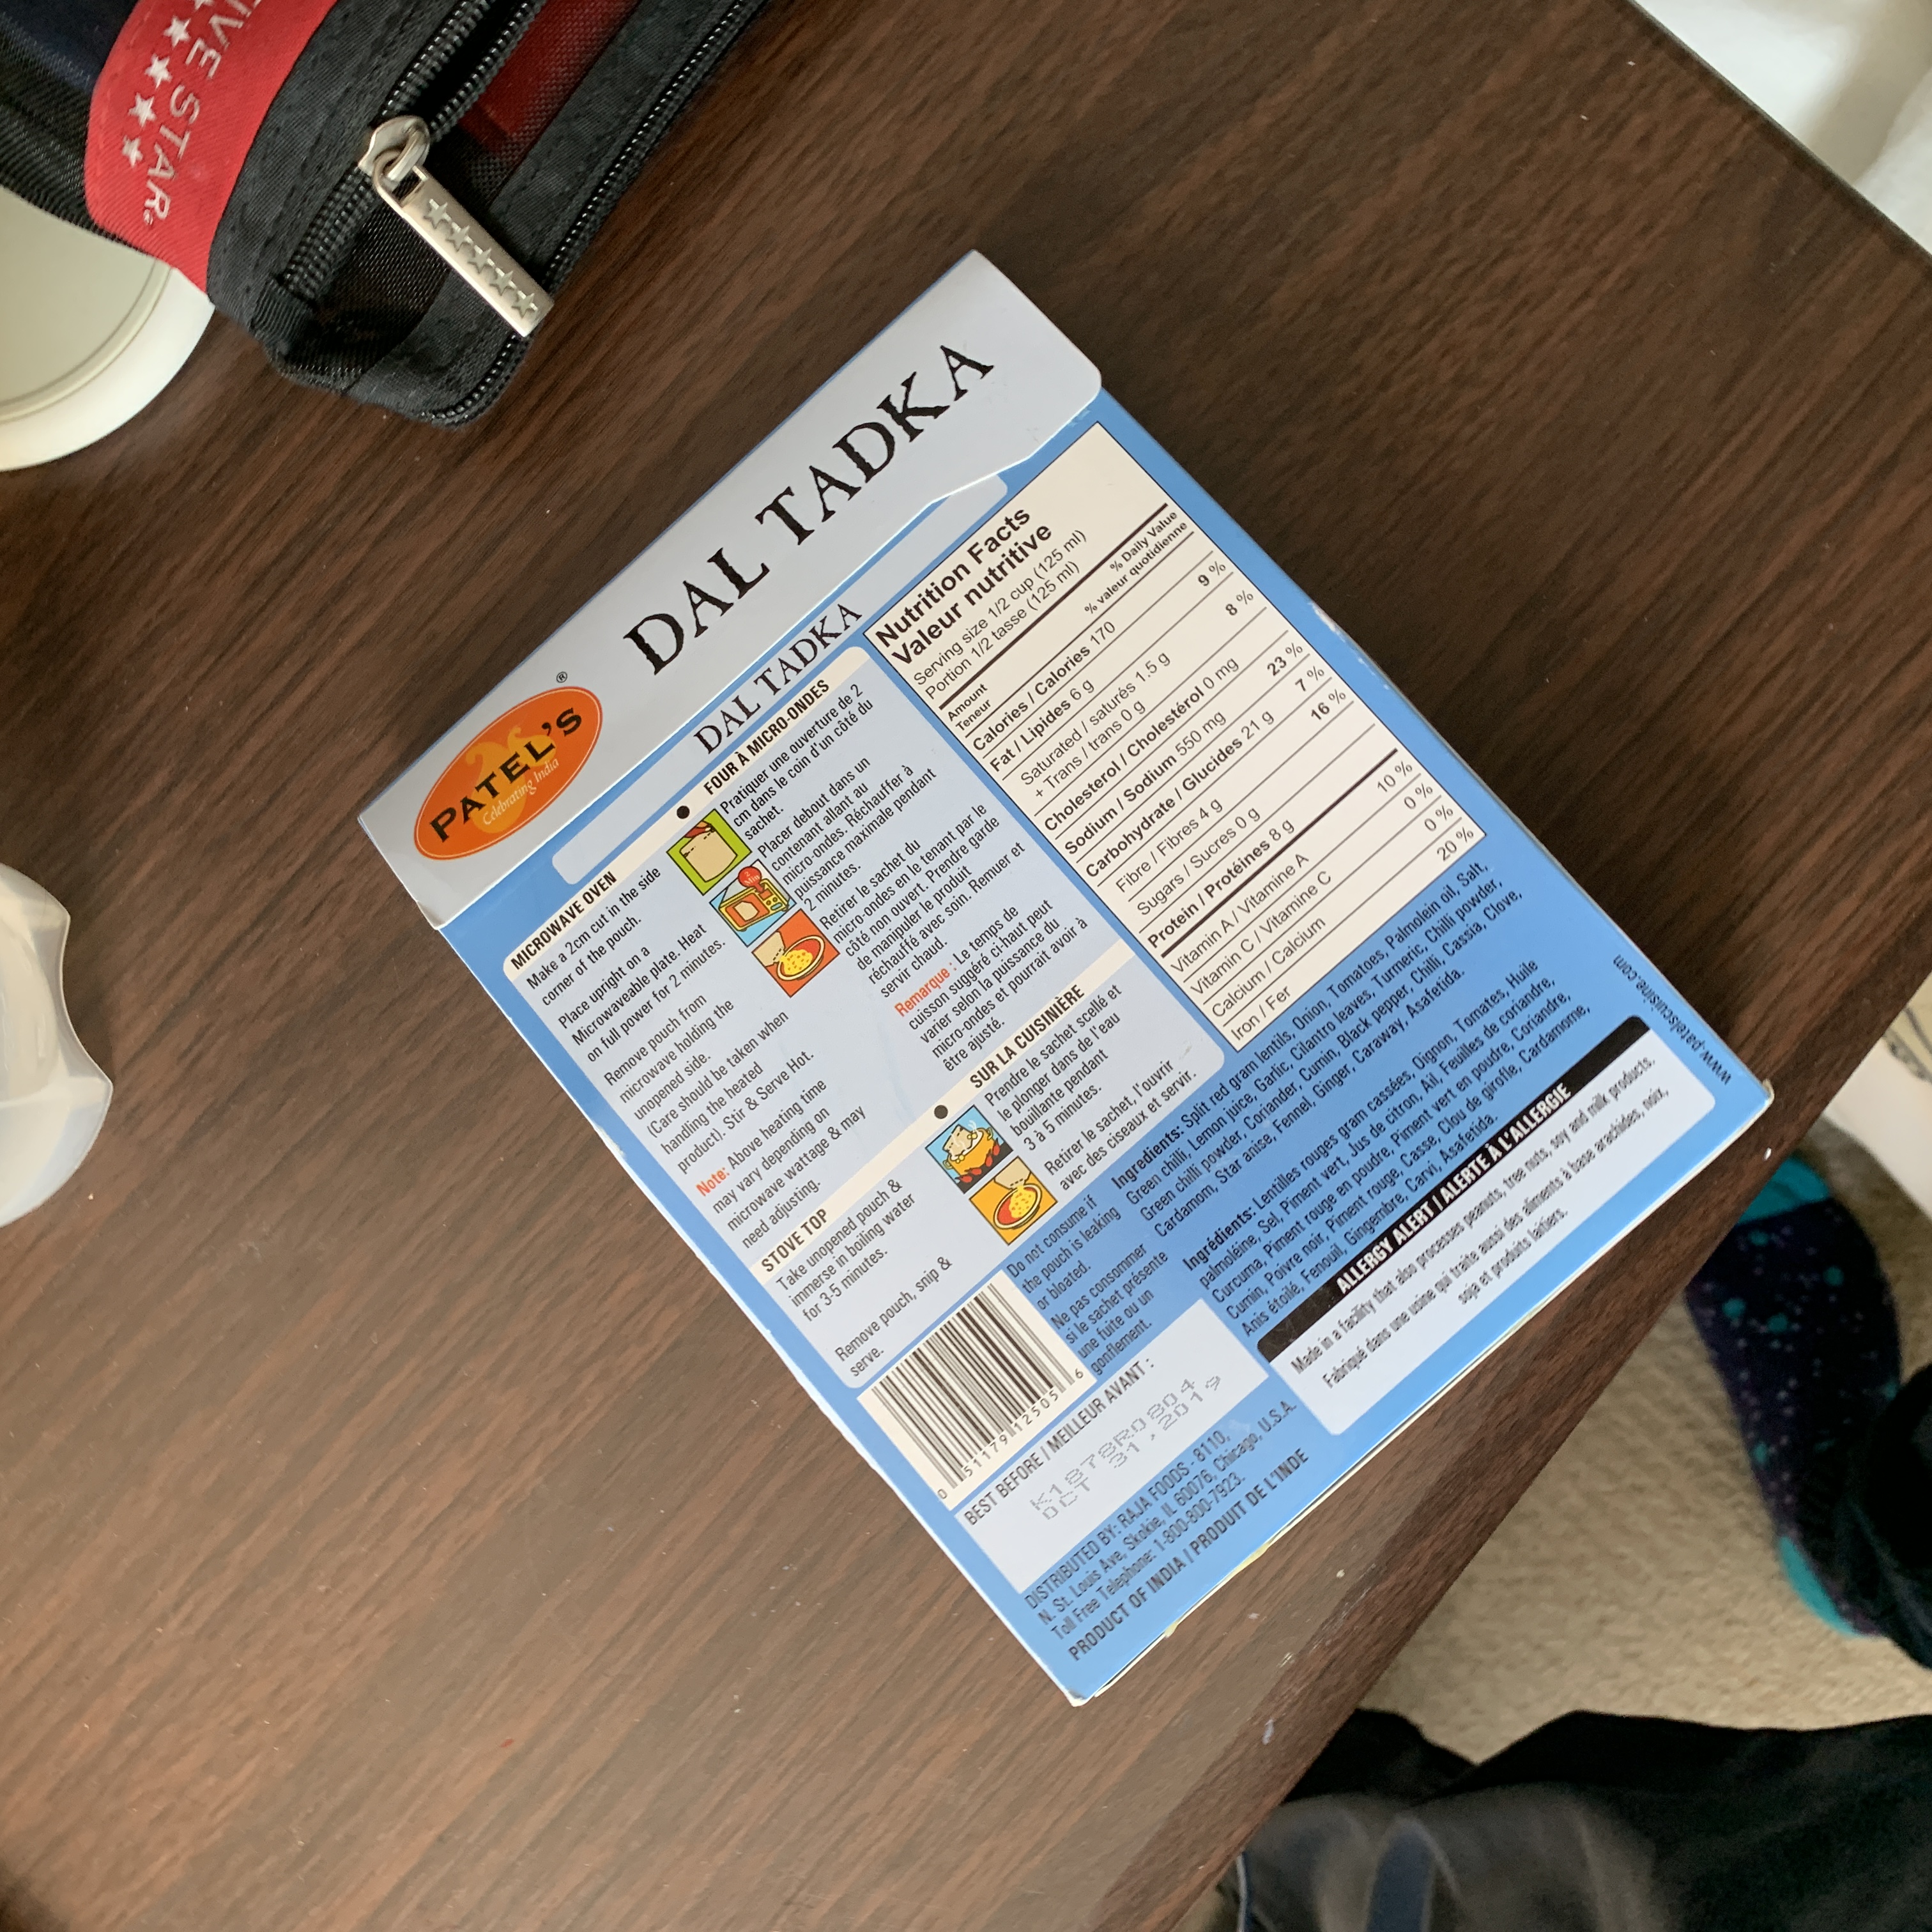 PATEL'S
Celebrating India
®
DAL TADKA
DAL TADKA
MICROWAVE OVEN
Make a 2cm cut in the side
corner of the pouch.
Place upright on a
Microwaveable plate. Heat
on full power for 2 minutes.
Remove pouch from
microwave holding the
unopened side.
(Care should be taken when
handling the heated
product). Stir & Serve Hot.
Note: Above heating time
may vary depending on
microwave wattage & may
need adjusting.
FOUR À MICRO-ONDES
Pratiquer une ouverture de 2
cm dans le coin d'un côté du
sachet.
Placer debout dans un
contenant allant au
micro-ondes. Réchauffer à
puissance maximale pendant
2 minutes.
Retirer le sachet du
micro-ondes en le tenant par le
côté non ouvert. Prendre garde
de manipuler le produit
réchauffé avec soin. Remuer et
servir chaud.
Remarque : Le temps de
cuisson suggéré ci-haut peut
varier selon la puissance du
micro-ondes et pourrait avoir à
être ajusté.
STOVE TOP
Take unopened pouch &
immerse in boiling water
for 3-5 minutes.
Remove pouch, snip &
serve.
SUR LA CUISINIÈRE
Prendre le sachet scellé et
le plonger dans de l'eau
bouillante pendant
3 à 5 minutes.
Retirer le sachet, l'ouvrir
avec des ciseaux et servir.
Nutrition Facts
Valeur nutritive
Serving size 1/2 cup (125 ml)
Portion 1/2 tasse (125 ml)
Amount % Daily Value
Teneur % valeur quotidienne
Calories / Calories 170
Fat / Lipides 6 g 9 %
Saturated / saturés 1.5 g
+ Trans / trans 0 g 8 %
Cholesterol / Cholestérol 0 mg
Sodium / Sodium 550 mg 23 %
Carbohydrate / Glucides 21 g 7 %
Fibre / Fibres 4 g 16 %
Sugars / Sucres 0 g
Protein / Protéines 8 g
Vitamin A / Vitamine A 10 %
Vitamin C / Vitamine C 0 %
Calcium / Calcium 0 %
Iron / Fer 20 %
0 51179 12505 6
Do not consume if
the pouch is leaking
or bloated.
Ne pas consommer
si le sachet présente
une fuite ou un
gonflement.
BEST BEFORE / MEILLEUR AVANT :
K1878R0804
OCT 31,2019
DISTRIBUTED BY: RAJA FOODS - 8110,
N. St. Louis Ave, Skokie, IL 60076, Chicago, U.S.A.
Toll Free Telephone: 1-800-800-7923.
PRODUCT OF INDIA / PRODUIT DE L'INDE
Ingredients: Split red gram lentils, Onion, Tomatoes, Palmolein oil, Salt,
Green chilli, Lemon juice, Garlic, Cilantro leaves, Turmeric, Chilli powder,
Green chilli powder, Coriander, Cumin, Black pepper, Chilli, Cassia, Clove,
Cardamom, Star anise, Fennel, Ginger, Caraway, Asafetida.
Ingrédients: Lentilles rouges gram cassées, Oignon, Tomates, Huile
palmoléine, Sel, Piment vert, Jus de citron, Ail, Feuilles de coriandre,
Curcuma, Piment rouge en poudre, Piment vert en poudre, Coriandre,
Cumin, Poivre noir, Piment rouge, Casse, Clou de girofle, Cardamome,
Anis étoilé, Fenouil, Gingembre, Carvi, Asafetida.
ALLERGY ALERT / ALERTE À L'ALLERGIE
Made in a facility that also processes peanuts, tree nuts, soy and milk products.
Fabriqué dans une usine qui traite aussi des aliments à base arachides, noix,
soja et produits laitiers.
www.patelscuisine.com
IVE STAR